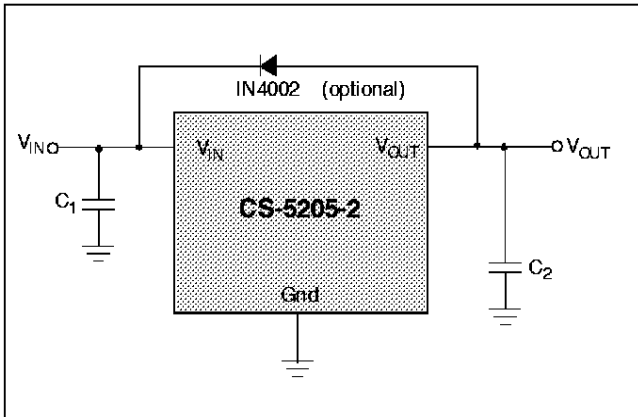 IN4002 (optional)
VIN
VIN
VOUT
VOUT
C1
CS-5205-2
C2
Gnd